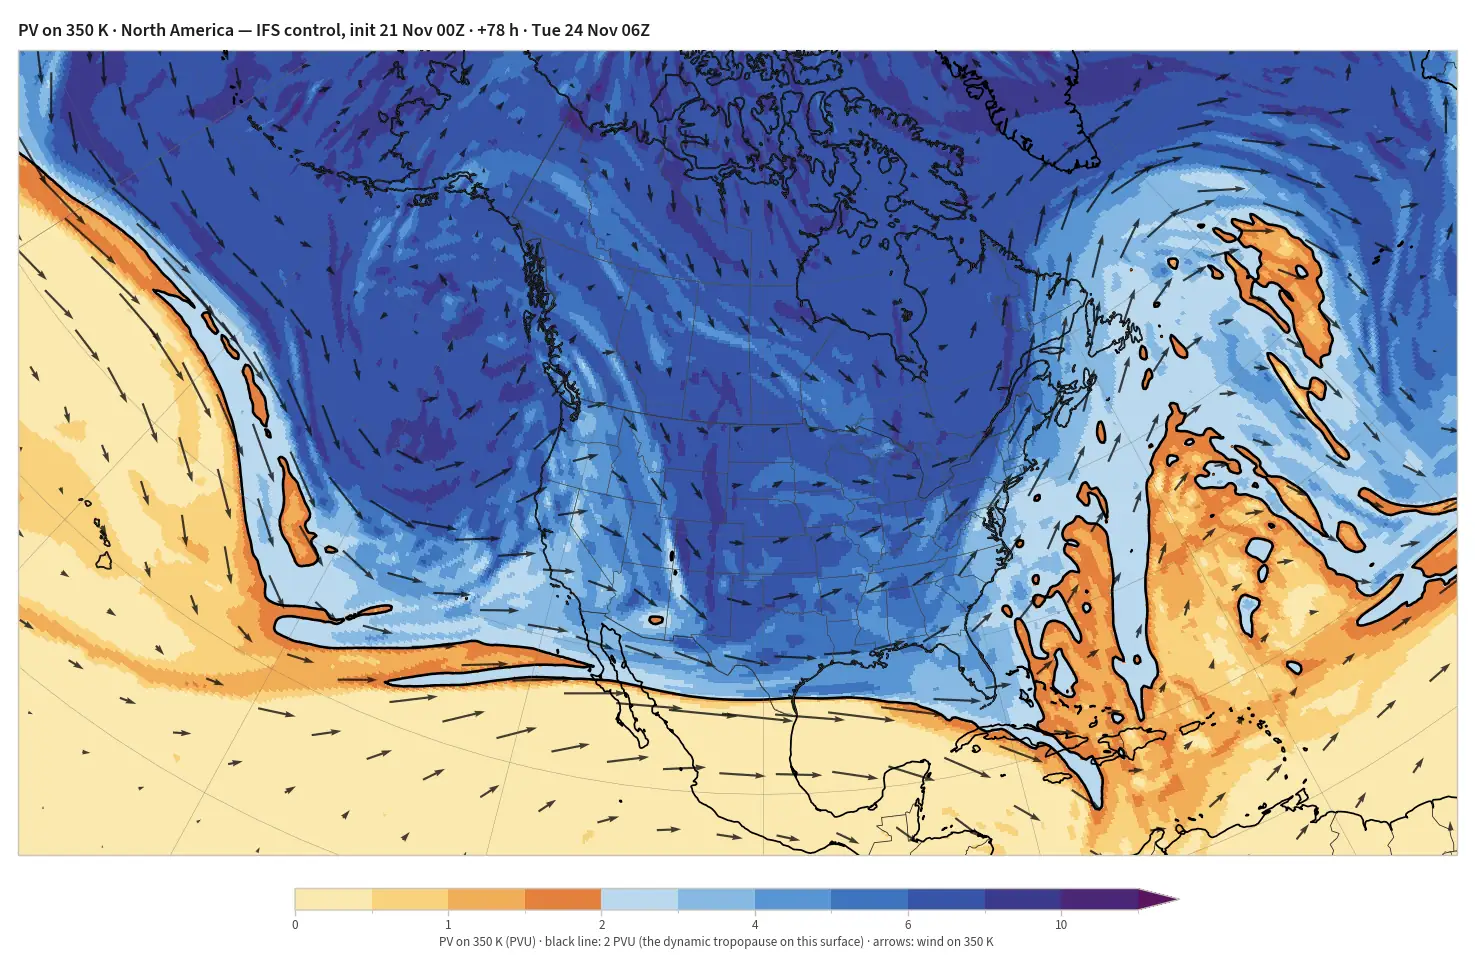 PV on 350 K · North America — IFS control, init 21 Nov 00Z · +78 h · Tue 24 Nov 06Z
0 1 2 4 6 10
PV on 350 K (PVU) · black line: 2 PVU (the dynamic tropopause on this surface) · arrows: wind on 350 K